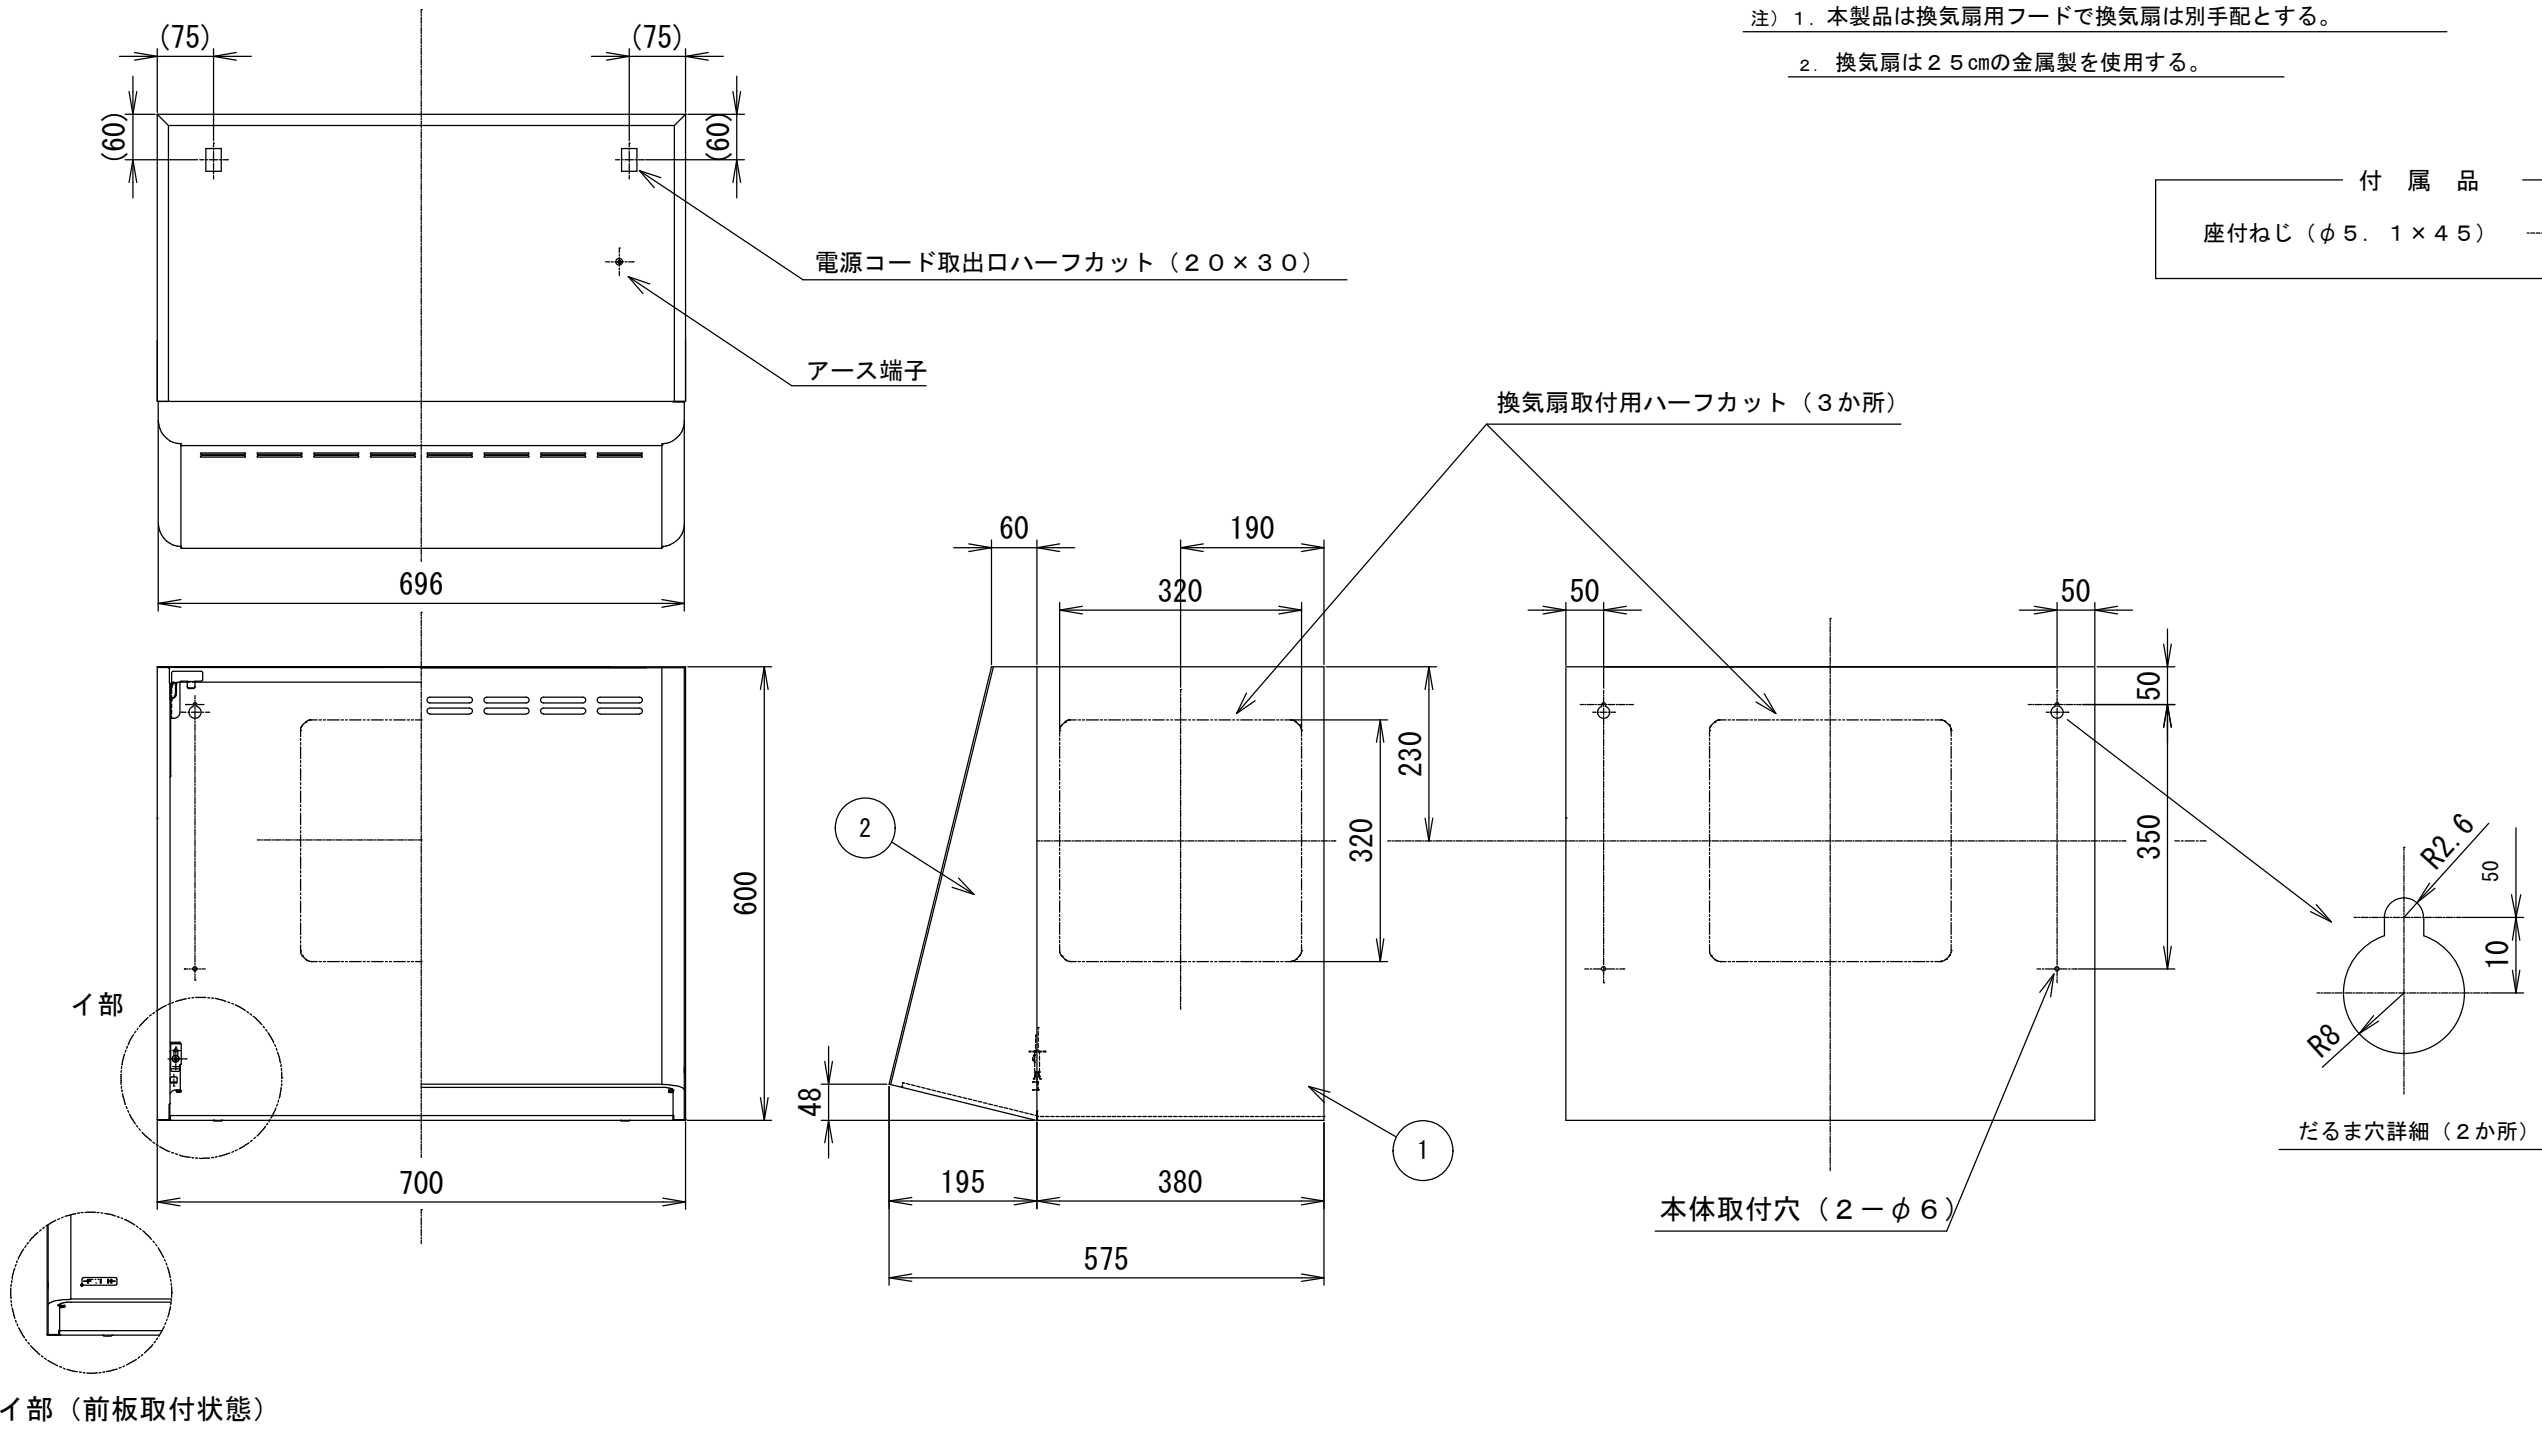 注）１．本製品は換気扇用フードで換気扇は別手配とする。
２．換気扇は２５㎝の金属製を使用する。
(75)
(75)
(60)
(60)
付 属 品
座付ねじ（φ５．１×４５）
電源コード取出口ハーフカット（２０×３０）
アース端子
換気扇取付用ハーフカット（３か所）
696
60
190
320
50
50
50
230
320
350
600
2
R2.6
50
10
R8
イ部
48
1
だるま穴詳細（２か所）
700
195
380
本体取付穴（２－φ６）
575
イ部（前板取付状態）